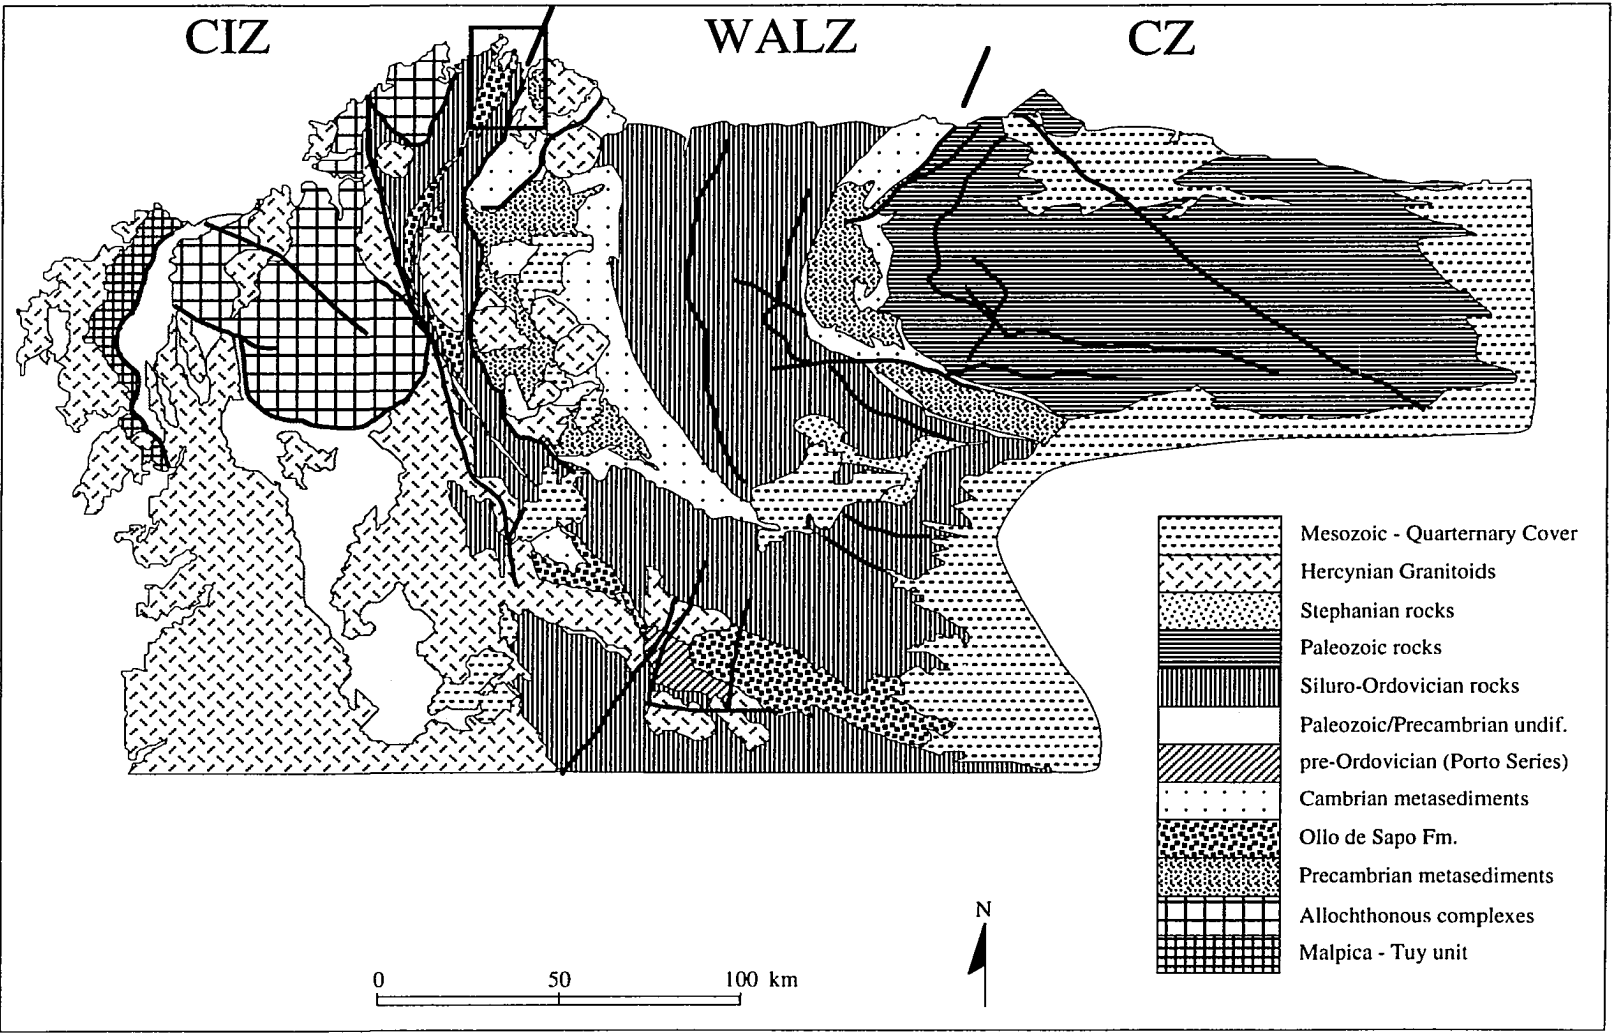 CIZ WALZ CZ
Mesozoic - Quarternary Cover
Hercynian Granitoids
Stephanian rocks
Paleozoic rocks
Siluro-Ordovician rocks
Paleozoic/Precambrian undif.
pre-Ordovician (Porto Series)
Cambrian metasediments
Ollo de Sapo Fm.
Precambrian metasediments
Allochthonous complexes
Malpica - Tuy unit
N
0 50 100 km